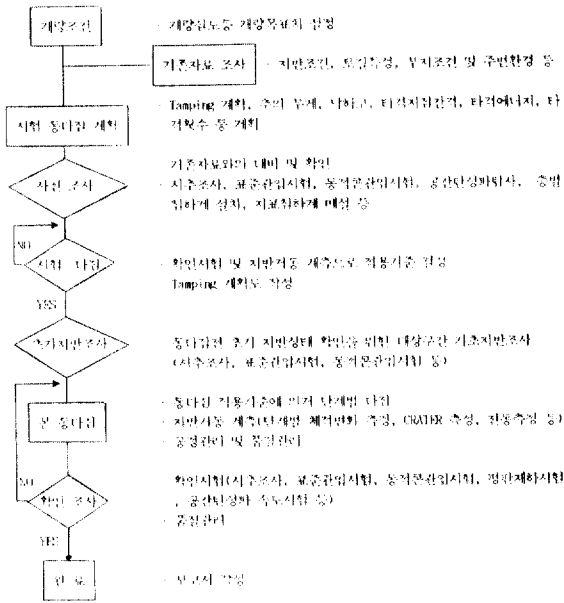 개량조건
· 개량심도등 개량목표치 설정
기존자료 조사
· 지반조건, 토질특성, 부지조건 및 주변환경 등
시험 동다짐 계획
· Tamping 계획, 추의 무게, 낙하고, 타격지점간격, 타격에너지, 타
격횟수 등 계획
사전 조사
· 기존자료와의 대비 및 확인
· 시추조사, 표준관입시험, 동적콘관입시험, 공간탄성파탐사, 층별
침하계 설치, 지표침하계 매설 등
NO
시험 다짐
· 확인시험 및 지반거동 계측으로 적용기준 결정
Tamping 계획도 작성
YES
추가지반조사
동다짐전 초기 지반상태 확인을 위한 대상구간 기초지반조사
(시추조사, 표준관입시험, 동적콘관입시험 등)
본 동다짐
· 동다짐 적용기준에 의거 단계별 다짐
· 지반거동 계측(단계별 체적변화 측정, CRATER 측정, 진동측정 등)
· 공정관리 및 품질관리
NO
확인 조사
확인시험(시추조사, 표준관입시험, 동적콘관입시험, 평판재하시험
, 공간탄성파 속도시험 등)
· 품질관리
YES
완 료
· 보고서 작성